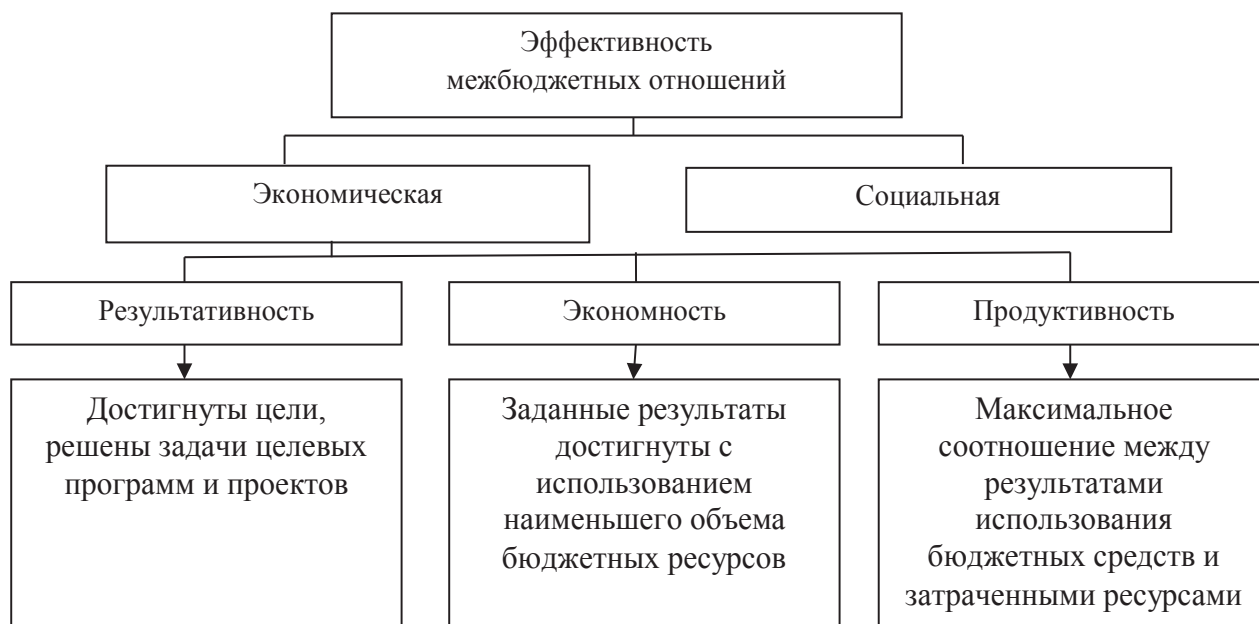 Эффективность
межбюджетных отношений
Экономическая
Социальная
Результативность
Экономность
Продуктивность
Достигнуты цели,
решены задачи целевых
программ и проектов
Заданные результаты
достигнуты с
использованием
наименьшего объема
бюджетных ресурсов
Максимальное
соотношение между
результатами
использования
бюджетных средств и
затраченными ресурсами